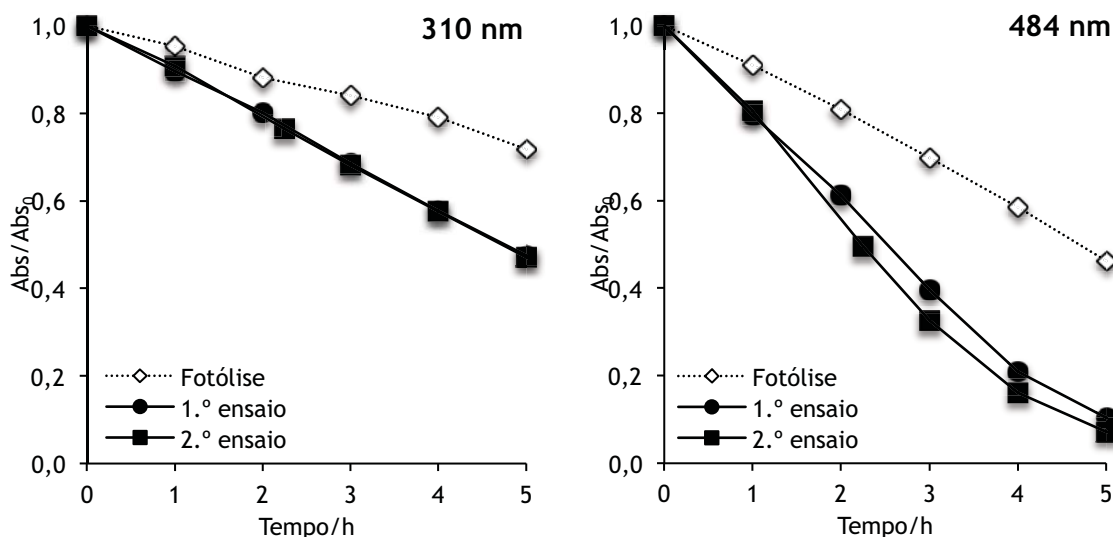 310 nm
Abs/Abs₀
1,0
0,8
0,6
0,4
0,2
0,0
Fotólise
1.º ensaio
2.º ensaio
0 1 2 3 4 5
Tempo/h
484 nm
Abs/Abs₀
1,0
0,8
0,6
0,4
0,2
0,0
Fotólise
1.º ensaio
2.º ensaio
0 1 2 3 4 5
Tempo/h